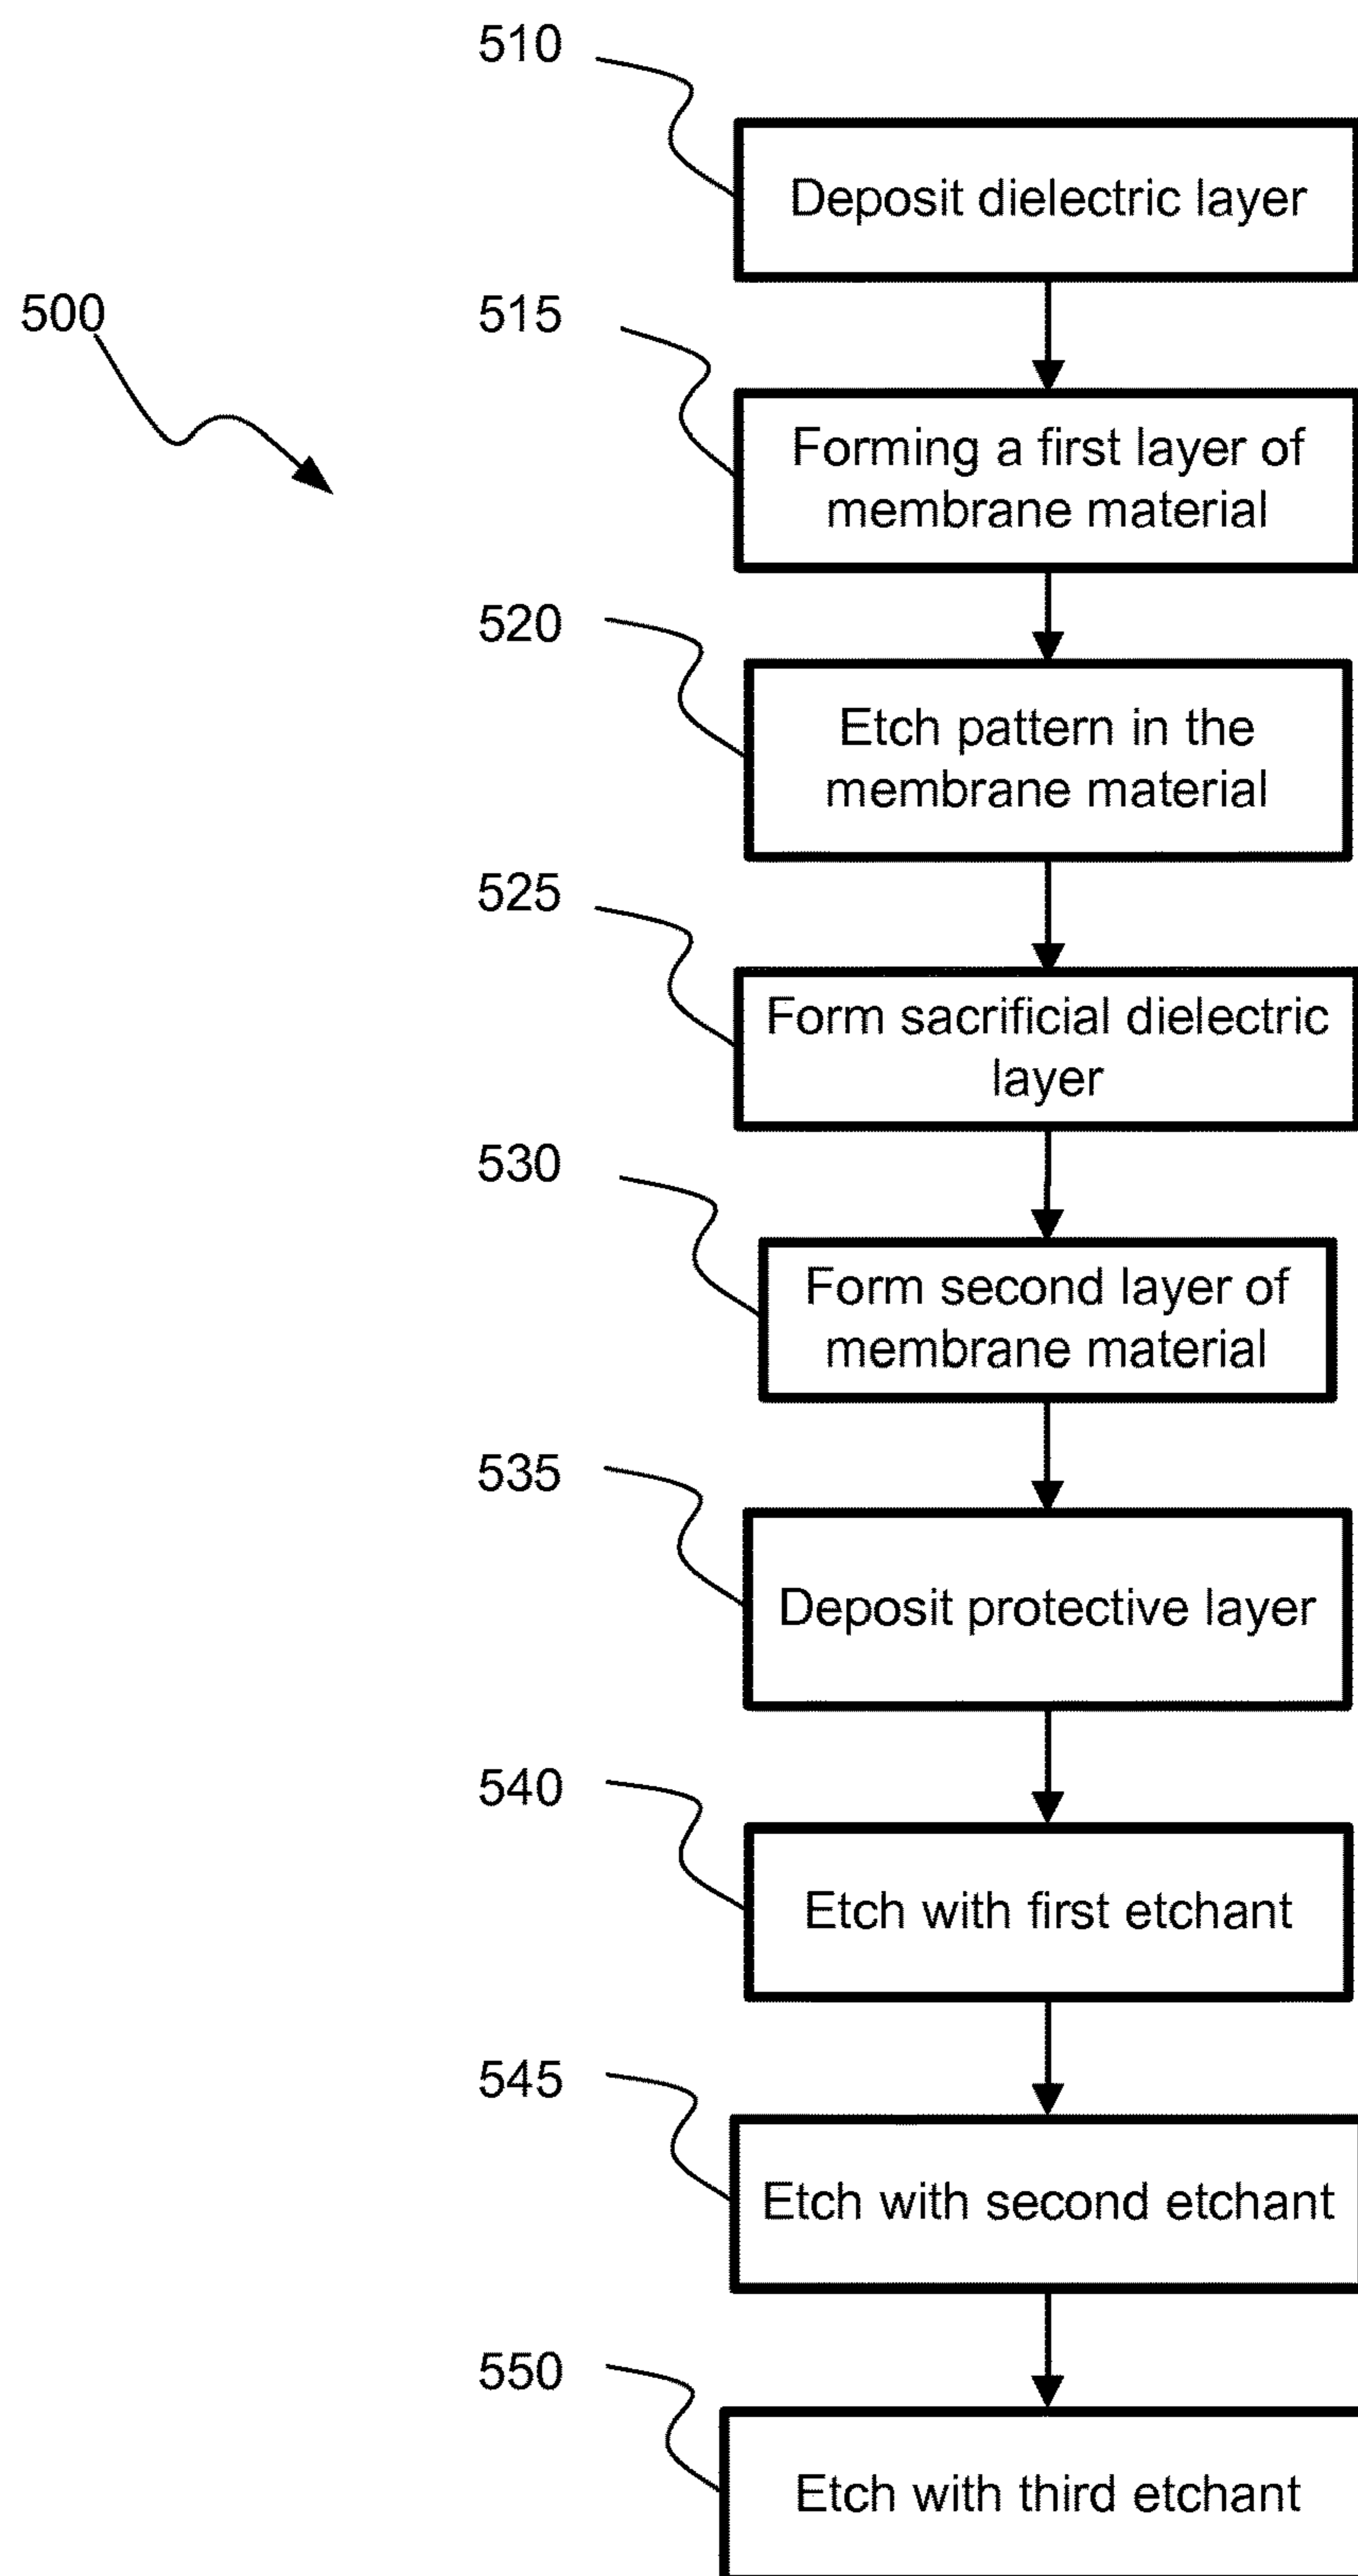 510
Deposit dielectric layer
500
515
Forming a first layer of
membrane material
520
Etch pattern in the
membrane material
525
Form sacrificial dielectric
layer
530
Form second layer of
membrane material
535
Deposit protective layer
540
Etch with first etchant
545
Etch with second etchant
550
Etch with third etchant